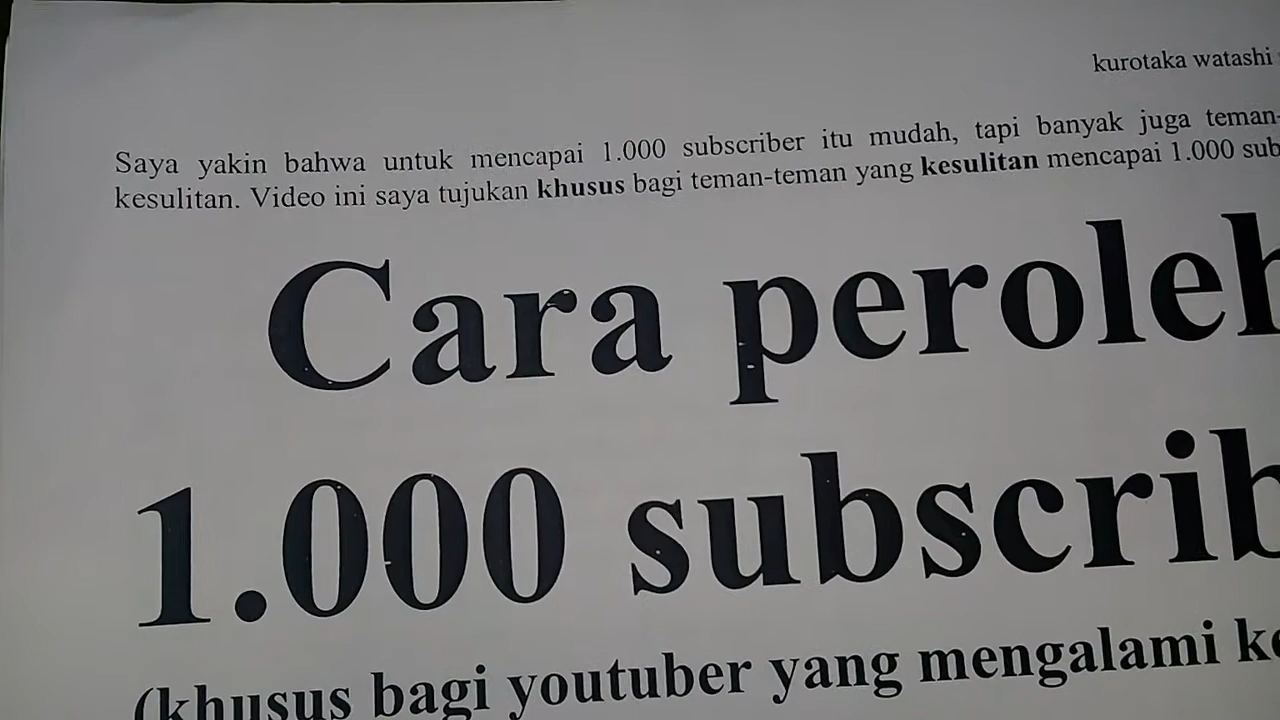 kurotaka watashi
Saya yakin bahwa untuk mencapai 1.000 subscriber itu mudah, tapi banyak juga teman-
kesulitan. Video ini saya tujukan khusus bagi teman-teman yang kesulitan mencapai 1.000 sub
Cara peroleh
1.000 subscrib
(khusus bagi youtuber yang mengalami ke